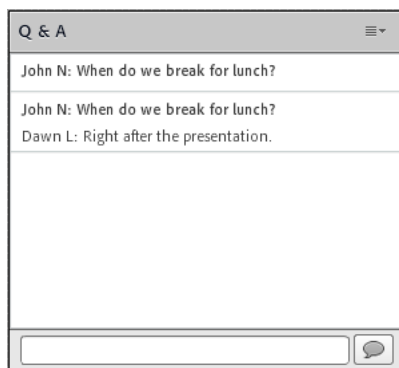 Q & A
John N: When do we break for lunch?
John N: When do we break for lunch?
Dawn L: Right after the presentation.